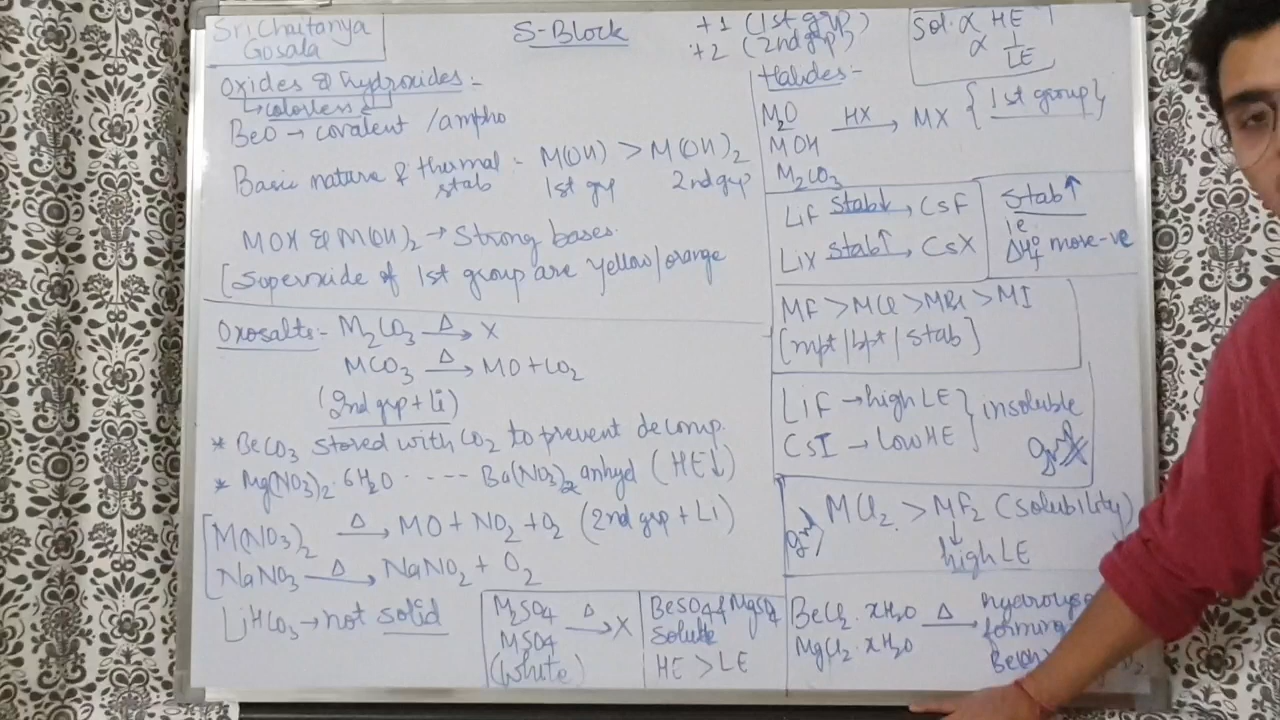 Sri Chaitanya
Gosala
S-Block
+1 (1st grp)
+2 (2nd grp)
Sol. ∝ HE
∝ 1/LE
Oxides & hydroxides:-
↳ colorless
BeO → covalent /ampho
Basic nature & thermal stab = M(OH) > M(OH)₂
1st grp 2nd grp
MOH & M(OH)₂ → Strong bases.
[Superoxide of 1st group are yellow/orange
Oxosalts:- M₂CO₃ —Δ→ X
MCO₃ —Δ→ MO + CO₂
(2nd grp + Li)
* BeCO₃ stored with CO₂ to prevent decomp.
* Mg(NO₃)₂·6H₂O ····-- Ba(NO₃)₂ anhyd (HE↓)
M(NO₃)₂ —Δ→ MO + NO₂ + O₂ (2nd grp + Li)
NaNO₃ —Δ→ NaNO₂ + O₂
LiHCO₃ → not solid
M₂SO₄
MSO₄ —Δ→ X
(white)
BeSO₄ & MgSO₄
HE > LE
Halides:-
M₂O
MOH —HX→ MX {1st group}
M₂CO₃
LiF —Stab↓→ CsF
LiX —stab↑→ CsX
Stab↑
ie
ΔH°f more -ve
MF > MCl > MBr > MI
[mpt | bpt | stab]
LiF → high LE } insoluble
CsI → Low HE
MCl₂ > MF₂ (solubility)
high LE
BeCl₂·xH₂O —Δ→
MgCl₂·xH₂O
forming